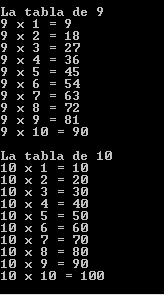 La tabla de 9
9 x 1 = 9
9 x 2 = 18
9 x 3 = 27
9 x 4 = 36
9 x 5 = 45
9 x 6 = 54
9 x 7 = 63
9 x 8 = 72
9 x 9 = 81
9 x 10 = 90
La tabla de 10
10 x 1 = 10
10 x 2 = 20
10 x 3 = 30
10 x 4 = 40
10 x 5 = 50
10 x 6 = 60
10 x 7 = 70
10 x 8 = 80
10 x 9 = 90
10 x 10 = 100